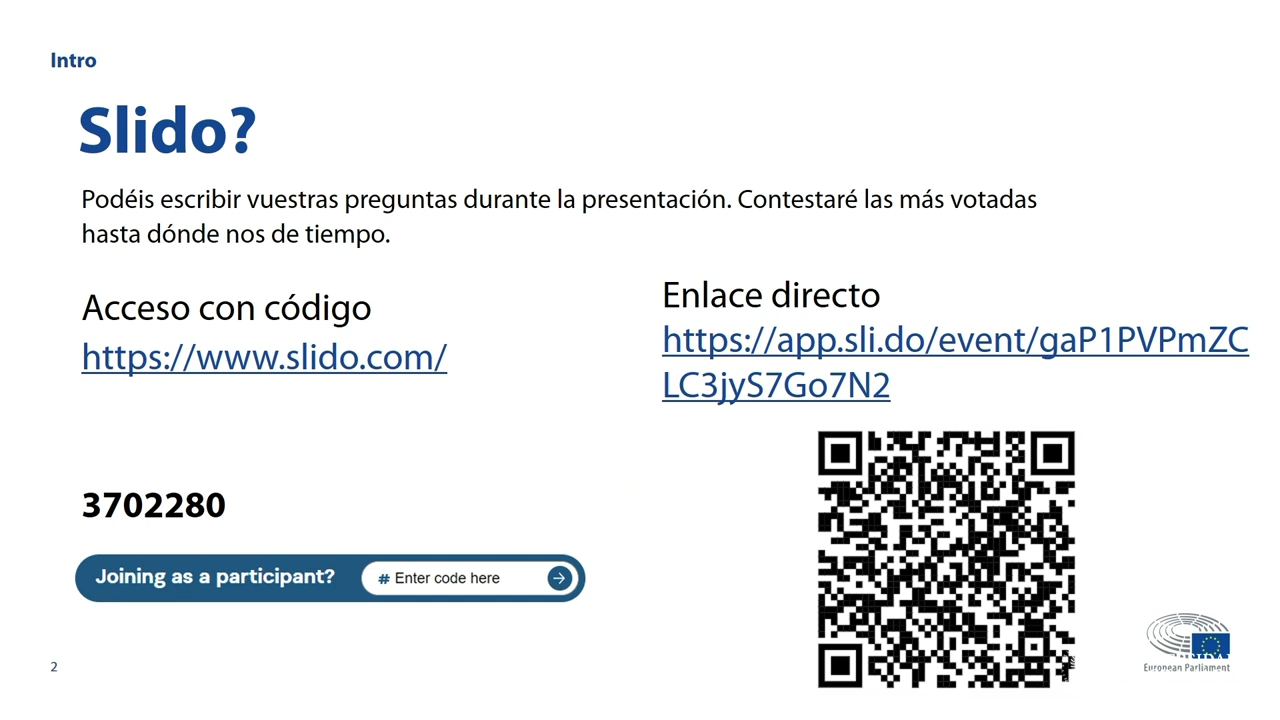 Intro
Slido?
Podéis escribir vuestras preguntas durante la presentación. Contestaré las más votadas
hasta dónde nos de tiempo.
Acceso con código
https://www.slido.com/
3702280
Joining as a participant?
# Enter code here
Enlace directo
https://app.sli.do/event/gaP1PVPmZC
LC3jyS7Go7N2
2
European Parliament